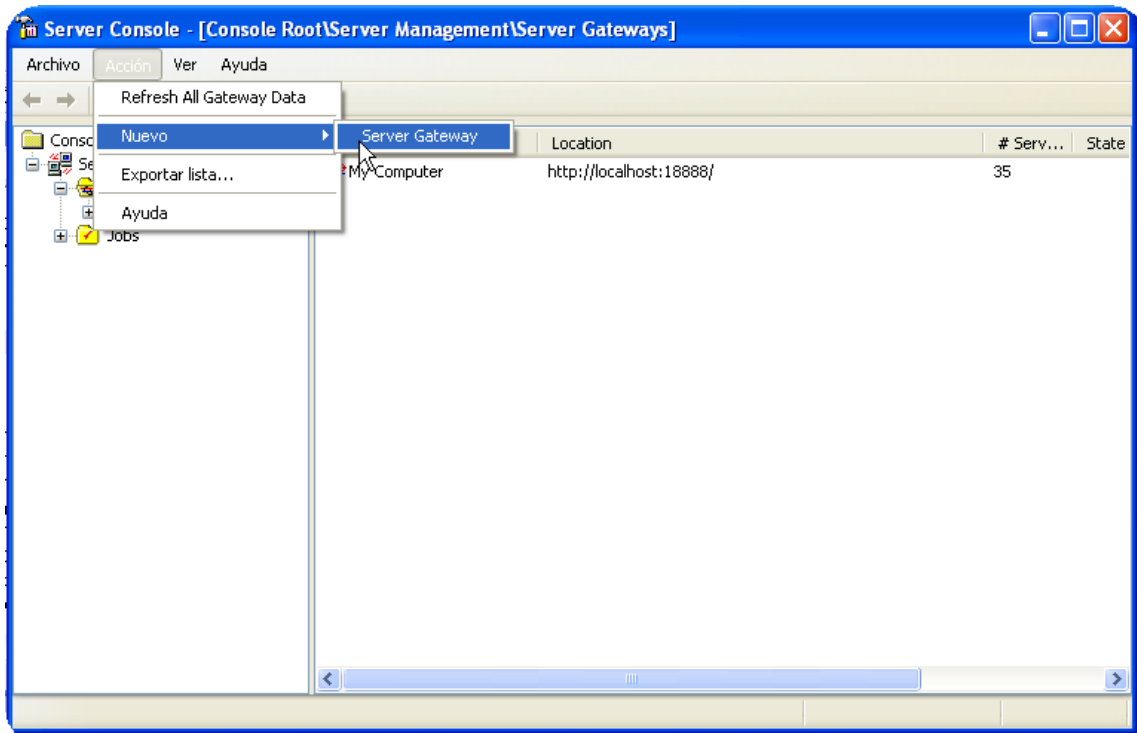 Server Console - [Console Root\Server Management\Server Gateways]
Archivo Acción Ver Ayuda
Refresh All Gateway Data
Nuevo
Server Gateway
Exportar lista...
Ayuda
Location # Serv... State
My Computer http://localhost:18888/ 35
Jobs